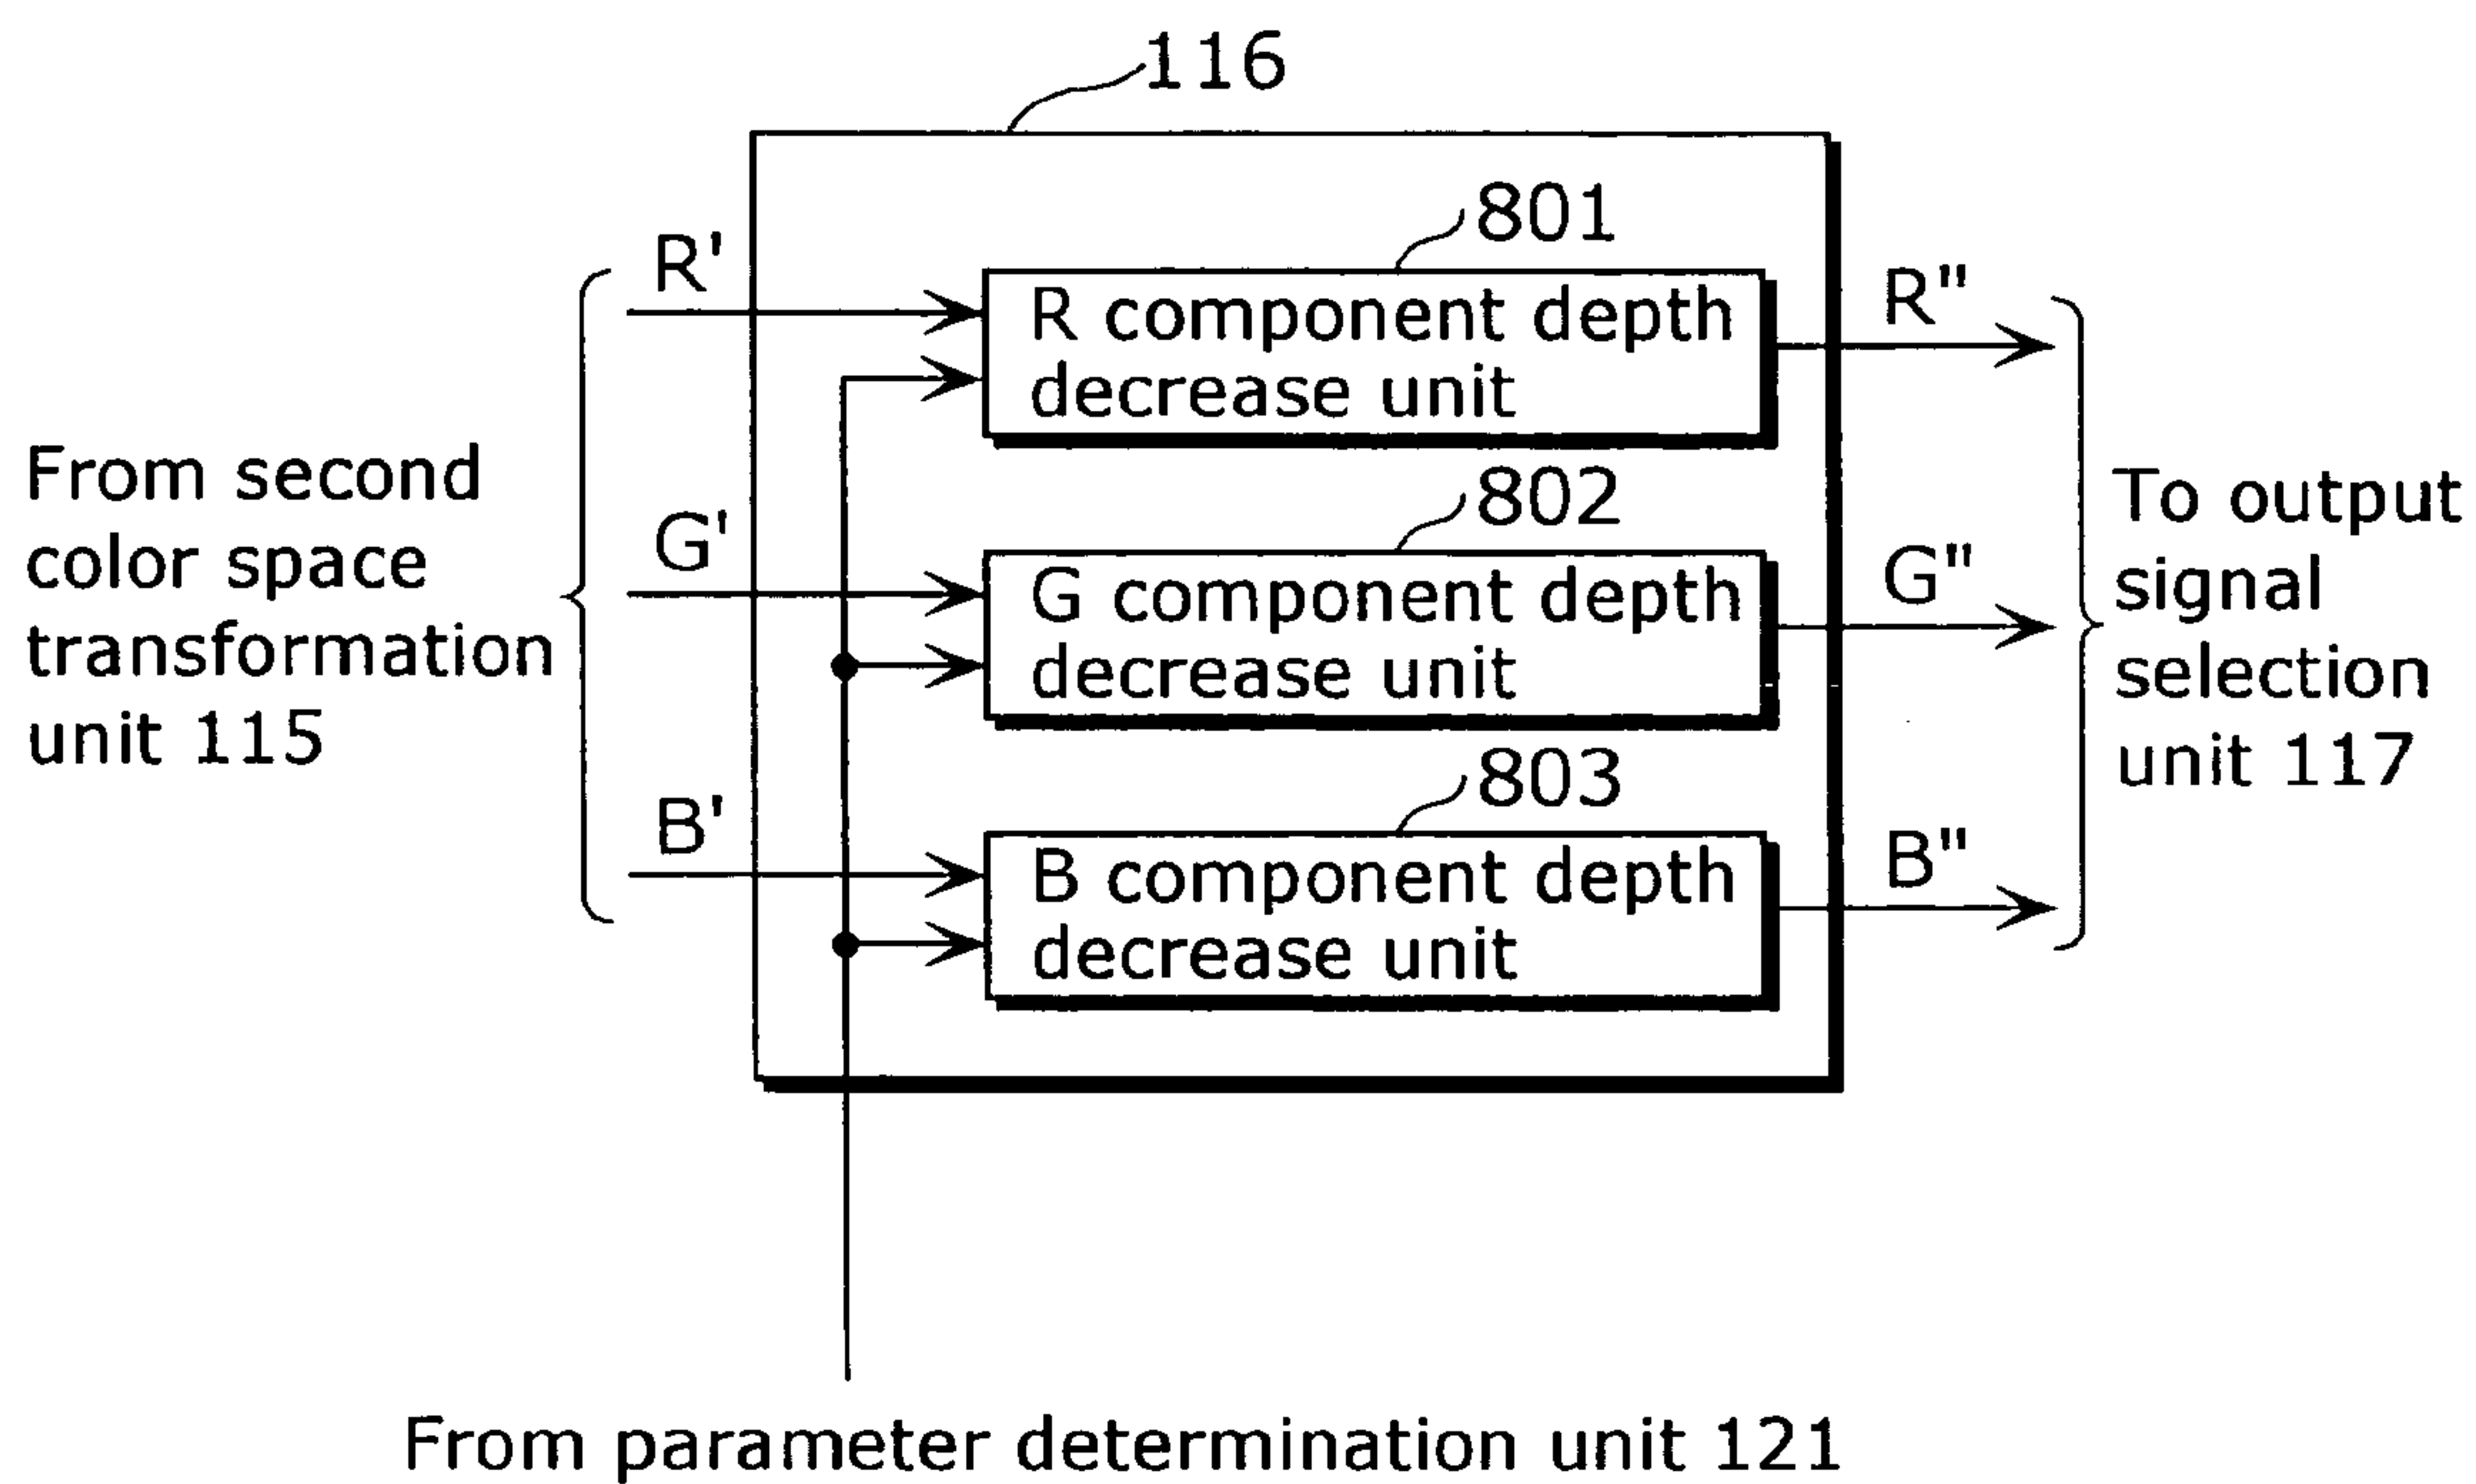 116
801
R'
R component depth
decrease unit
R"
802
From second
color space
transformation
unit 115
G'
G component depth
decrease unit
G"
To output
signal
selection
unit 117
803
B'
B component depth
decrease unit
B"
From parameter determination unit 121